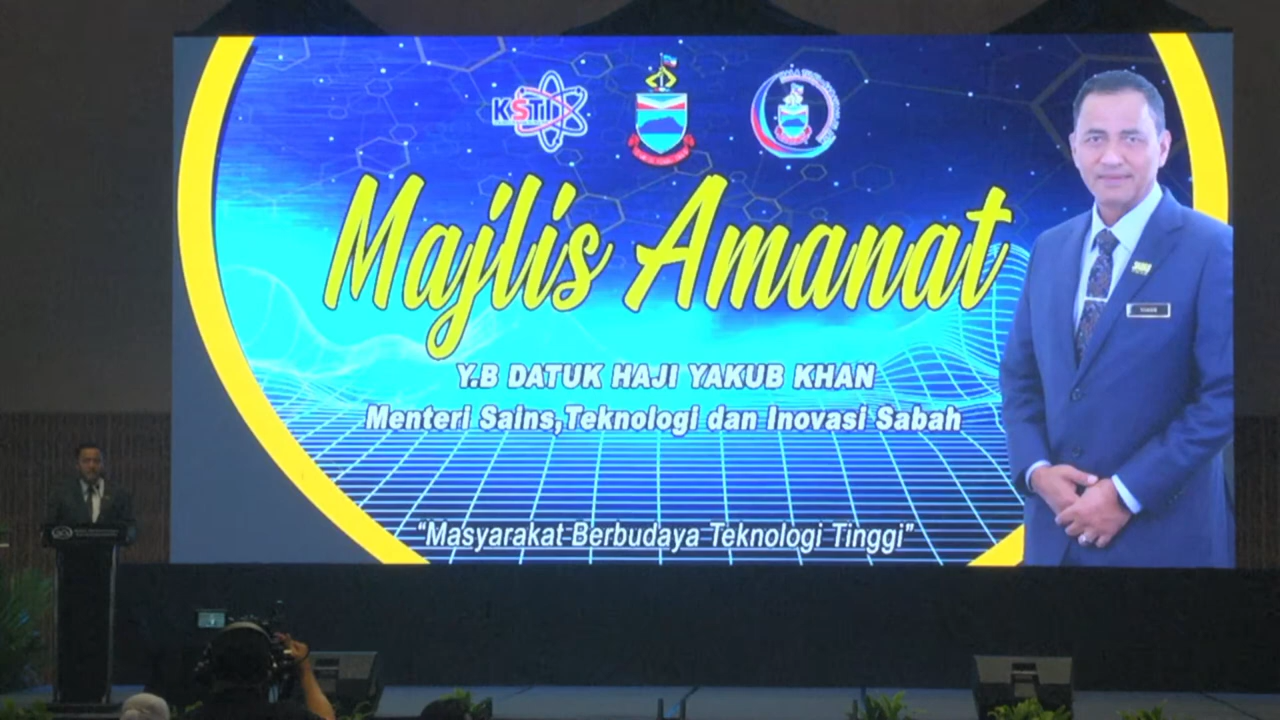 KSTI
Majlis Amanat
Y.B DATUK HAJI YAKUB KHAN
Menteri Sains,Teknologi dan Inovasi Sabah
"Masyarakat Berbudaya Teknologi Tinggi"